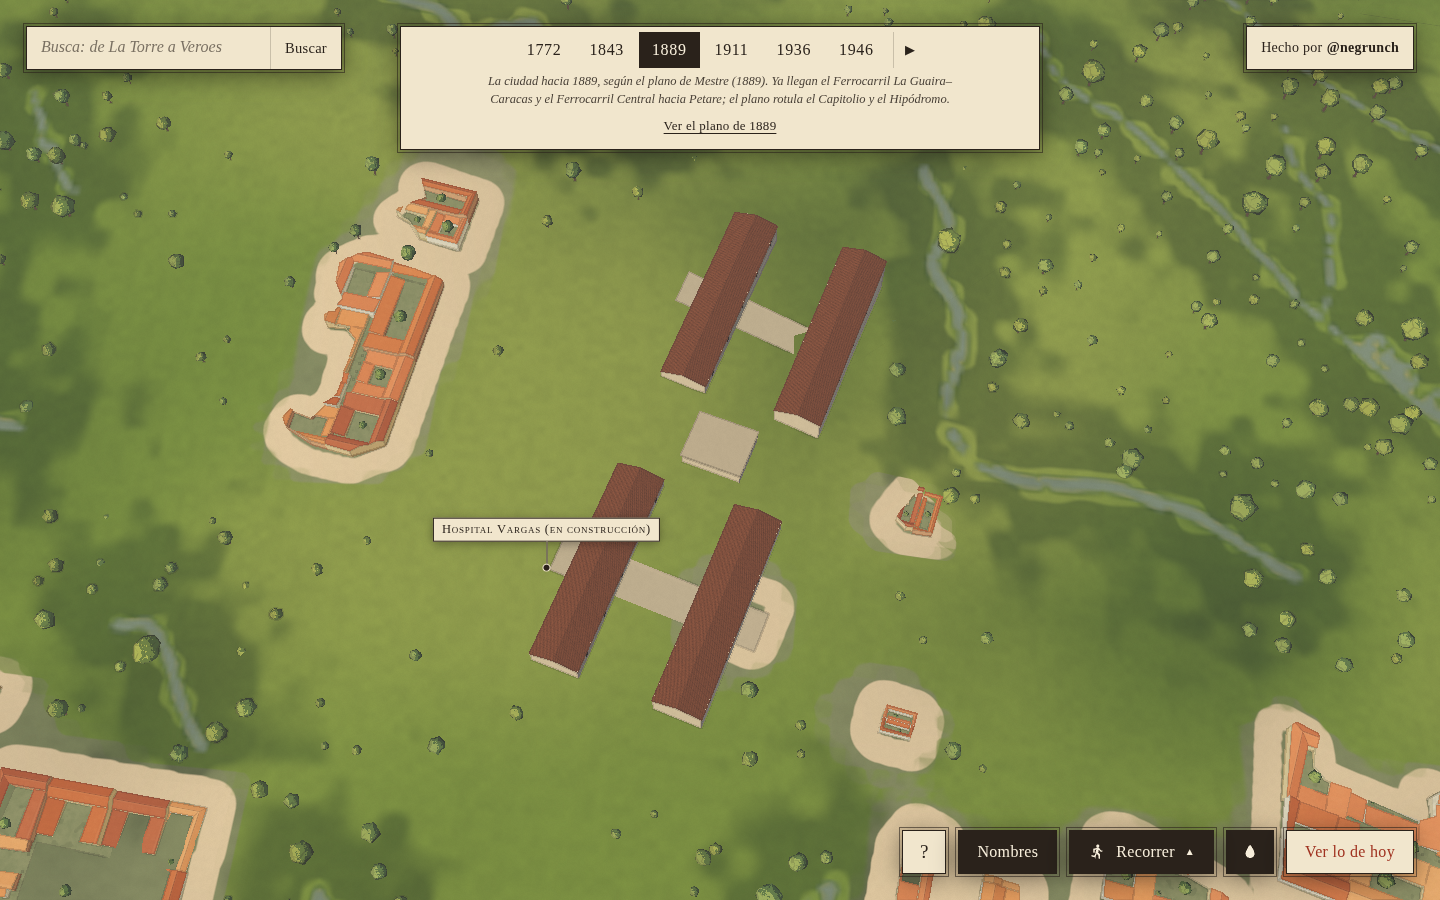 Busca: de La Torre a Veroes
Buscar
1772 1843 1889 1911 1936 1946 ▶
La ciudad hacia 1889, según el plano de Mestre (1889). Ya llegan el Ferrocarril La Guaira–
Caracas y el Ferrocarril Central hacia Petare; el plano rotula el Capitolio y el Hipódromo.
Ver el plano de 1889
Hecho por @negrunch
Hospital Vargas (en construcción)
?
Nombres
Recorrer ▲
Ver lo de hoy